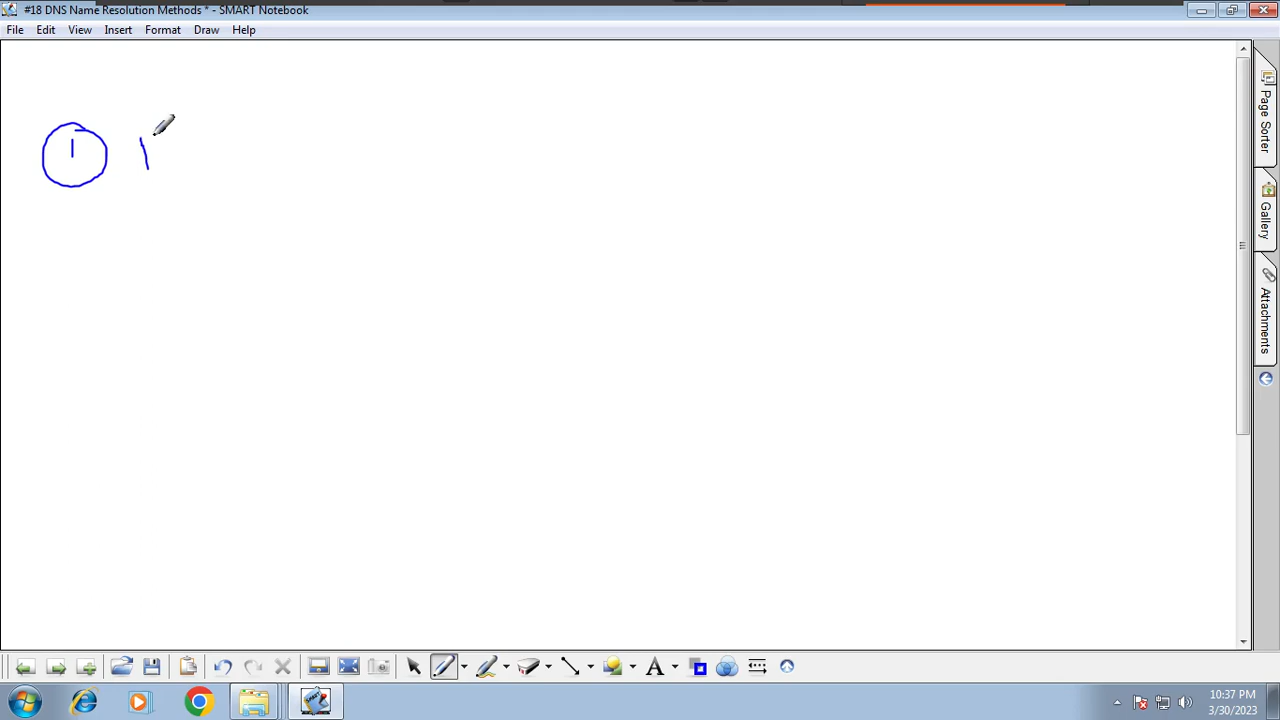 #18 DNS Name Resolution Methods * - SMART Notebook
File Edit View Insert Format Draw Help
1
Page Sorter
Gallery
Attachments
10:37 PM
3/30/2023